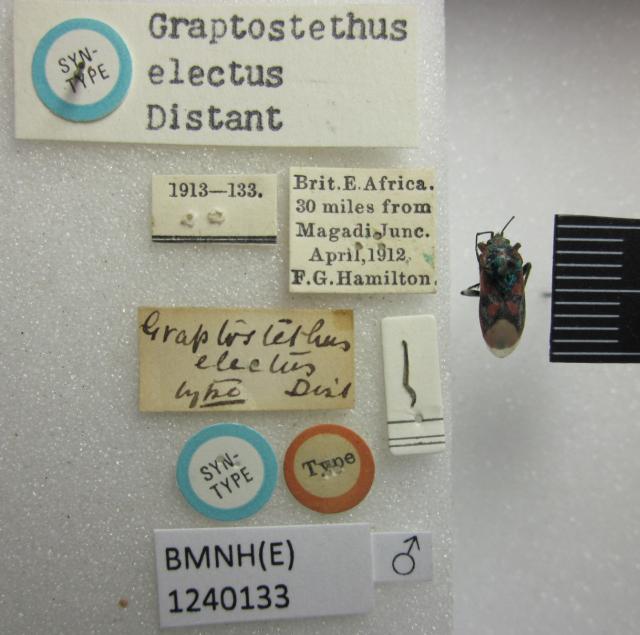 SYN-
TYPE
Graptostethus
electus
Distant
1913—133.
Brit.E.Africa.
30 miles from
Magadi Junc.
April,1912.
F.G.Hamilton.
Graptostethus
electus
type Dist
SYN-
TYPE
Type
BMNH(E)
1240133
♂